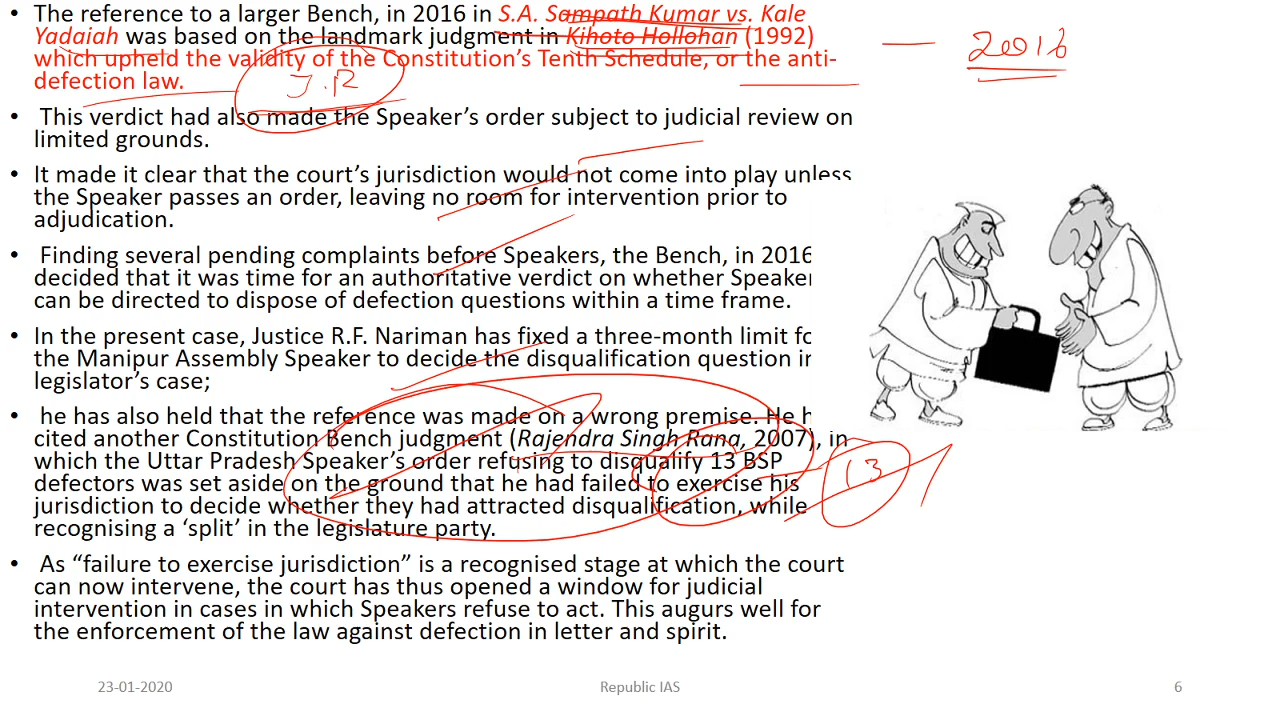 • The reference to a larger Bench, in 2016 in S.A. Sampath Kumar vs. Kale
Yadaiah was based on the landmark judgment in Kihoto Hollohan (1992)
which upheld the validity of the Constitution's Tenth Schedule, or the anti-
defection law.
2016
J.R
• This verdict had also made the Speaker's order subject to judicial review on
limited grounds.
• It made it clear that the court's jurisdiction would not come into play unless
the Speaker passes an order, leaving no room for intervention prior to
adjudication.
• Finding several pending complaints before Speakers, the Bench, in 2016
decided that it was time for an authoritative verdict on whether Speaker
can be directed to dispose of defection questions within a time frame.
• In the present case, Justice R.F. Nariman has fixed a three-month limit fo
the Manipur Assembly Speaker to decide the disqualification question in
legislator's case;
• he has also held that the reference was made on a wrong premise. He h
cited another Constitution Bench judgment (Rajendra Singh Rana, 2007), in
which the Uttar Pradesh Speaker's order refusing to disqualify 13 BSP
defectors was set aside on the ground that he had failed to exercise his
jurisdiction to decide whether they had attracted disqualification, while
recognising a 'split' in the legislature party.
13
• As "failure to exercise jurisdiction" is a recognised stage at which the court
can now intervene, the court has thus opened a window for judicial
intervention in cases in which Speakers refuse to act. This augurs well for
the enforcement of the law against defection in letter and spirit.
23-01-2020
Republic IAS
6